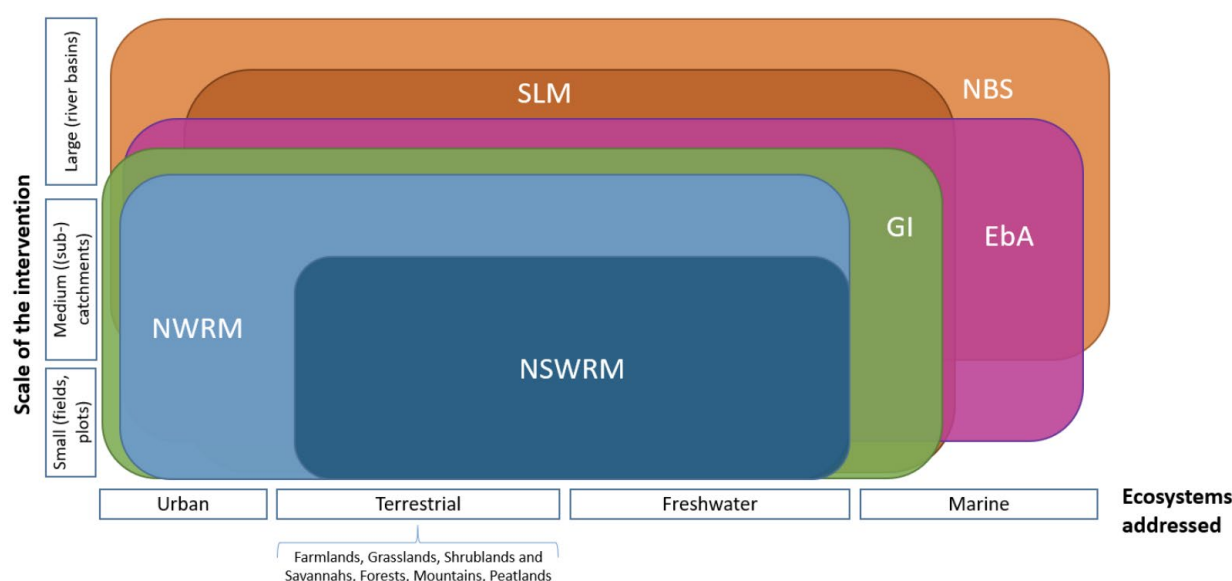 Scale of the intervention
Large (river basins)
Medium ((sub-)
catchments)
Small (fields,
plots)
SLM
NBS
GI
EbA
NWRM
NSWRM
Urban
Terrestrial
Freshwater
Marine
Ecosystems
addressed
Farmlands, Grasslands, Shrublands and
Savannahs, Forests, Mountains, Peatlands